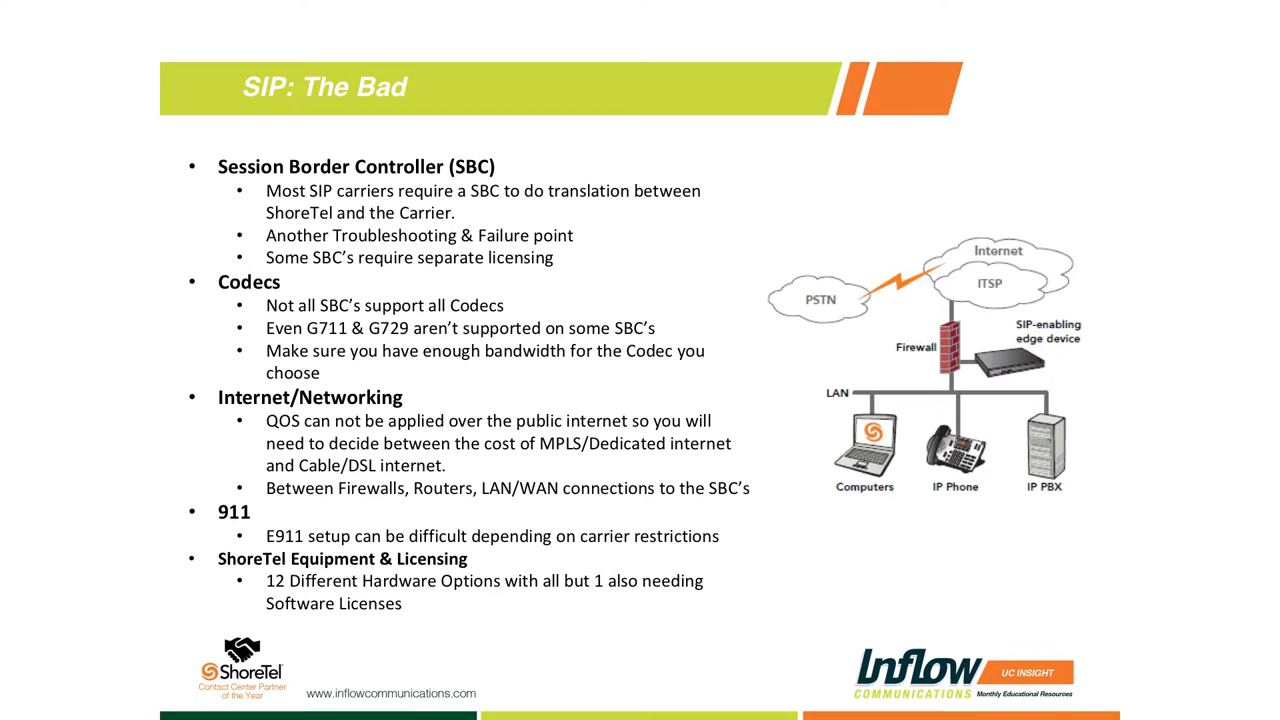 SIP: The Bad
• Session Border Controller (SBC)
• Most SIP carriers require a SBC to do translation between
ShoreTel and the Carrier.
• Another Troubleshooting & Failure point
• Some SBC's require separate licensing
• Codecs
• Not all SBC's support all Codecs
• Even G711 & G729 aren't supported on some SBC's
• Make sure you have enough bandwidth for the Codec you
choose
• Internet/Networking
• QOS can not be applied over the public internet so you will
need to decide between the cost of MPLS/Dedicated internet
and Cable/DSL internet.
• Between Firewalls, Routers, LAN/WAN connections to the SBC's
• 911
• E911 setup can be difficult depending on carrier restrictions
• ShoreTel Equipment & Licensing
• 12 Different Hardware Options with all but 1 also needing
Software Licenses
Internet
ITSP
PSTN
SIP-enabling
edge device
Firewall
LAN
Computers
IP Phone
IP PBX
ShoreTel
Contact Center Partner
of the Year
www.inflowcommunications.com
Inflow
COMMUNICATIONS
UC INSIGHT
Monthly Educational Resources